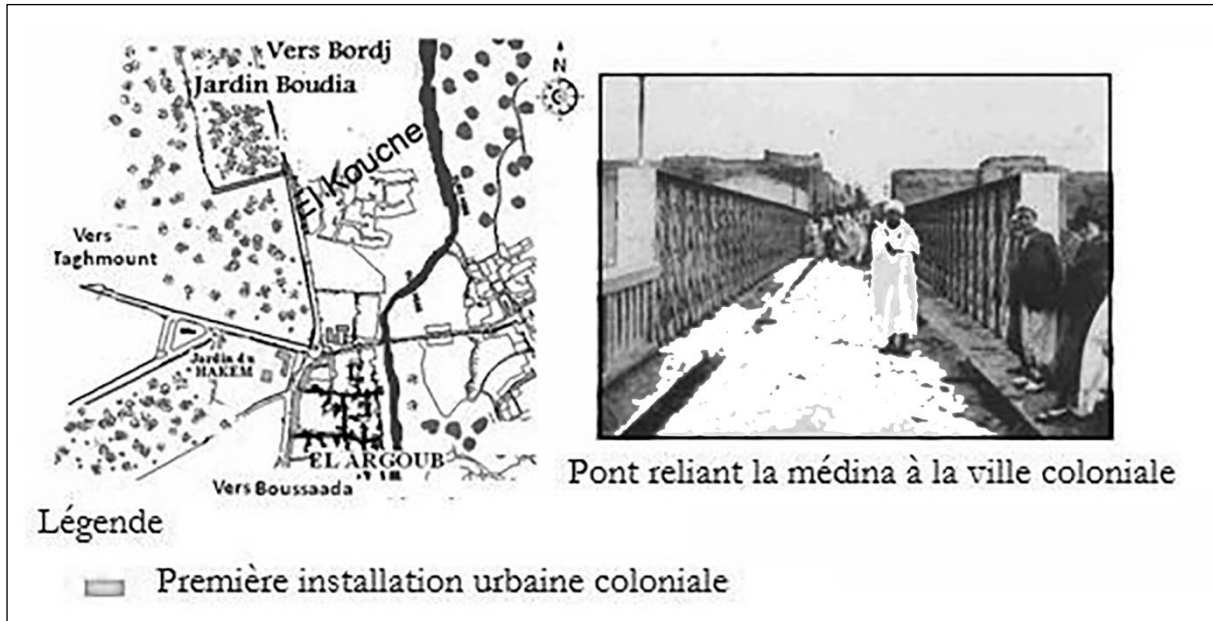 Vers Bordj
Jardin Boudia
N
El Kouche
Vers
Taghmount
Jardin du
HAKEM
EL ARGOUB
Vers Boussaada
Pont reliant la médina à la ville coloniale
Légende
Première installation urbaine coloniale